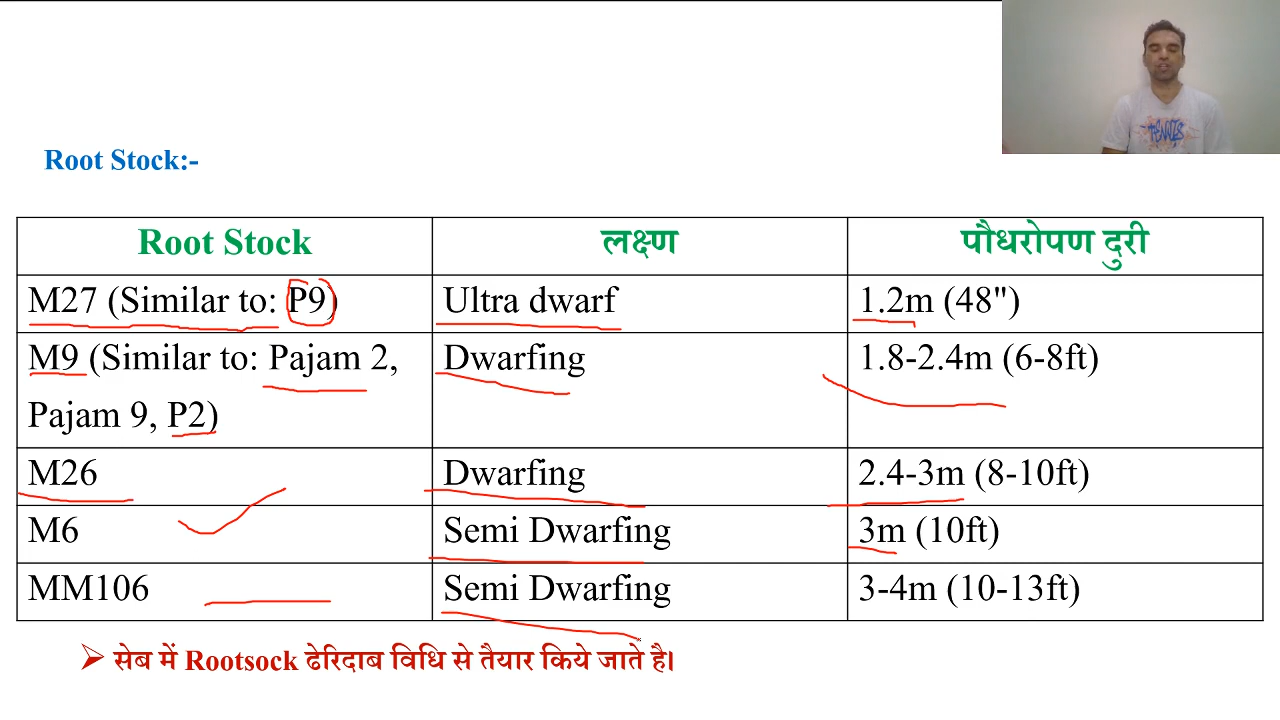 Root Stock:-
Root Stock लक्ष्ण पौधरोपण दुरी
M27 (Similar to: P9) Ultra dwarf 1.2m (48")
M9 (Similar to: Pajam 2, Dwarfing 1.8-2.4m (6-8ft)
Pajam 9, P2)
M26 Dwarfing 2.4-3m (8-10ft)
M6 Semi Dwarfing 3m (10ft)
MM106 Semi Dwarfing 3-4m (10-13ft)
➢ सेब में Rootsock ढेरिदाब विधि से तैयार किये जाते है।
TENNIS